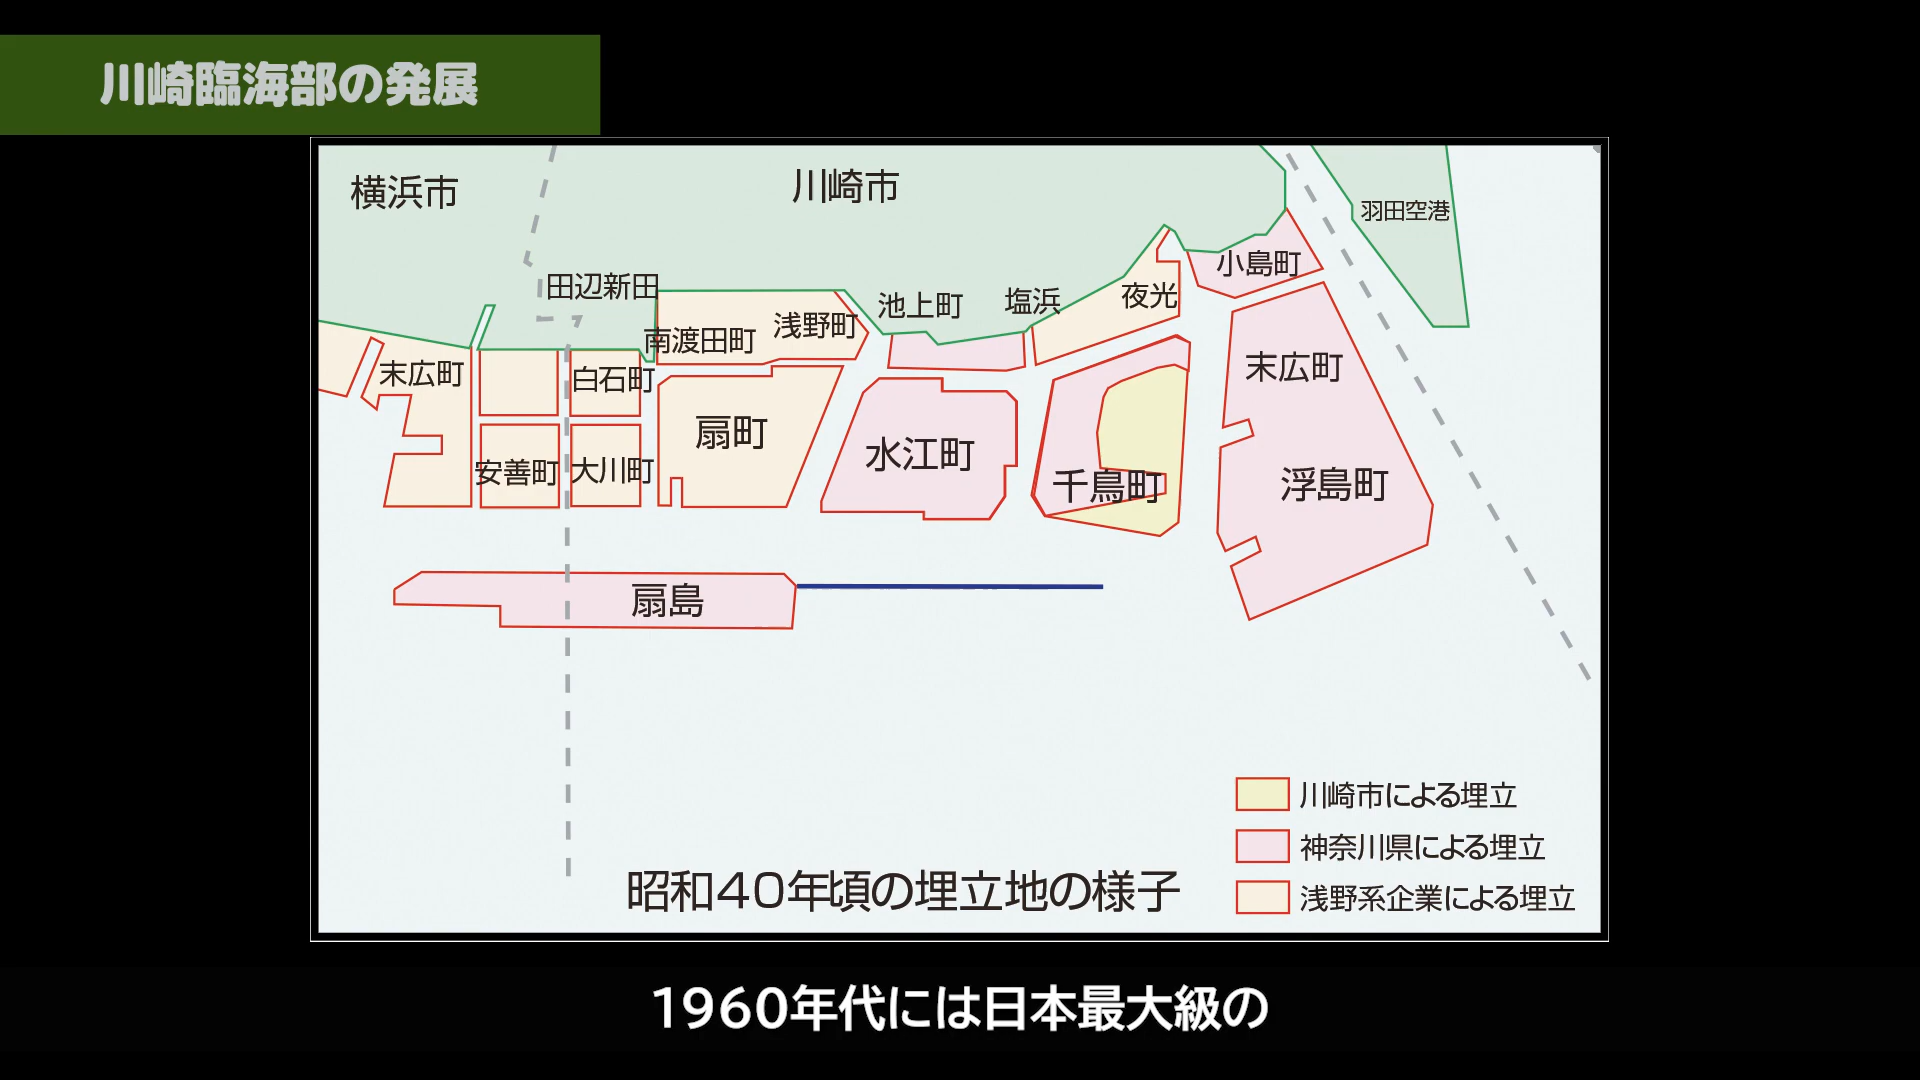 川崎臨海部の発展
横浜市
川崎市
羽田空港
小島町
田辺新田
池上町
塩浜
夜光
南渡田町
浅野町
末広町
白石町
末広町
扇町
水江町
安善町
大川町
千鳥町
浮島町
扇島
川崎市による埋立
神奈川県による埋立
浅野系企業による埋立
昭和40年頃の埋立地の様子
1960年代には日本最大級の